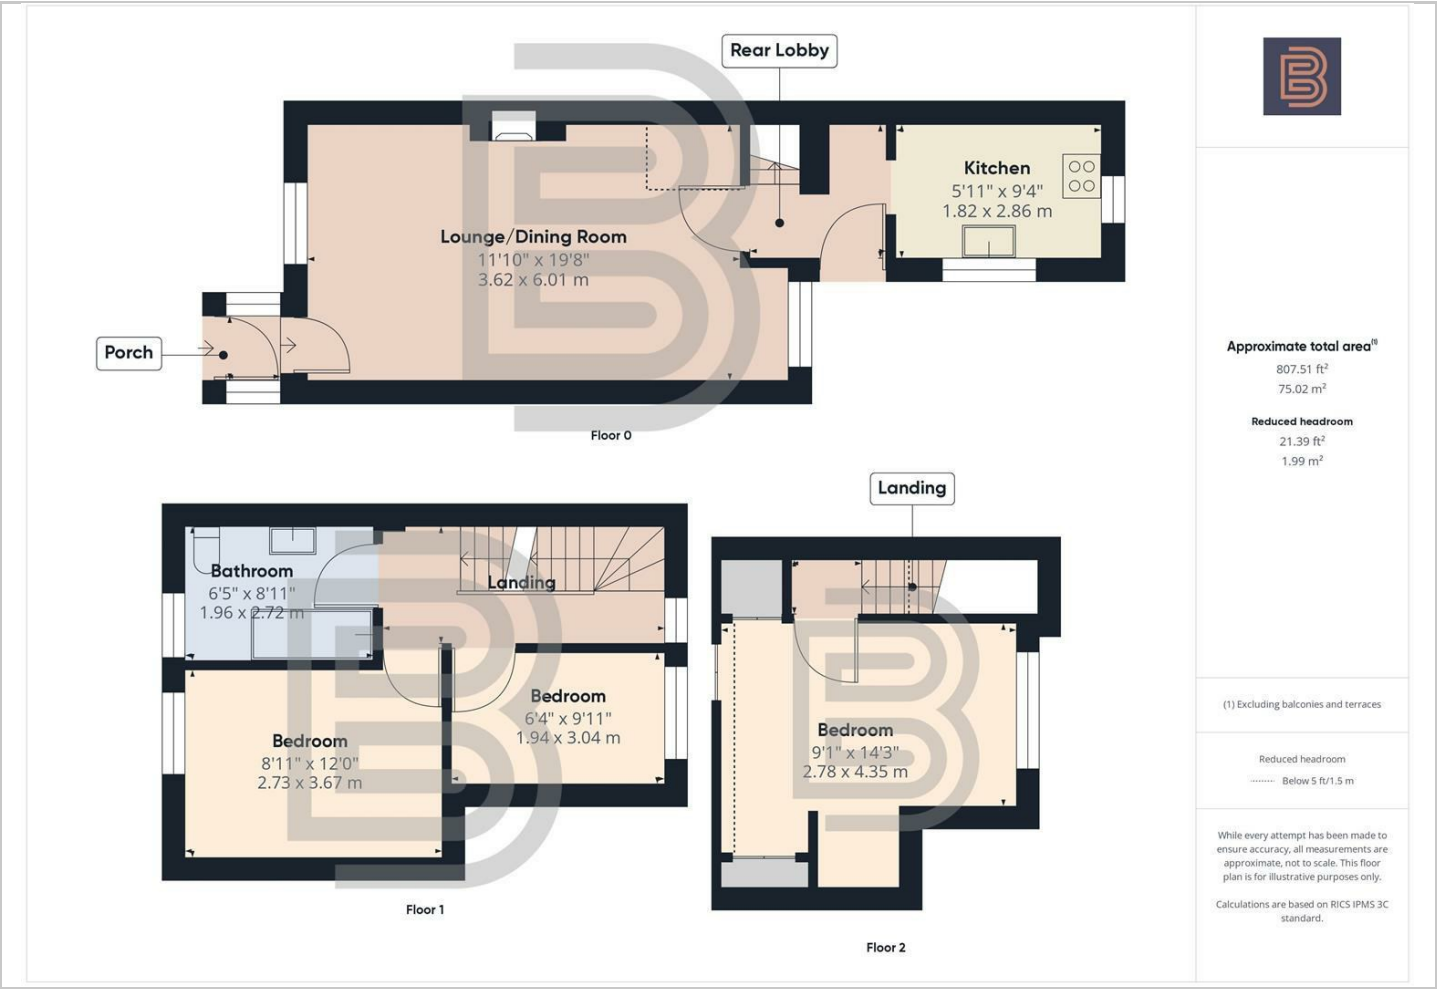 Rear Lobby
Kitchen
5'11" x 9'4"
1.82 x 2.86 m
Lounge/Dining Room
11'10" x 19'8"
3.62 x 6.01 m
Porch
Floor 0
Landing
Bathroom
6'5" x 8'11"
1.96 x 2.72 m
Landing
Bedroom
6'4" x 9'11"
1.94 x 3.04 m
Bedroom
8'11" x 12'0"
2.73 x 3.67 m
Bedroom
9'1" x 14'3"
2.78 x 4.35 m
Floor 1
Floor 2
Approximate total area(1)
807.51 ft²
75.02 m²
Reduced headroom
21.39 ft²
1.99 m²
(1) Excluding balconies and terraces
Reduced headroom
Below 5 ft/1.5 m
While every attempt has been made to
ensure accuracy, all measurements are
approximate, not to scale. This floor
plan is for illustrative purposes only.
Calculations are based on RICS IPMS 3C
standard.